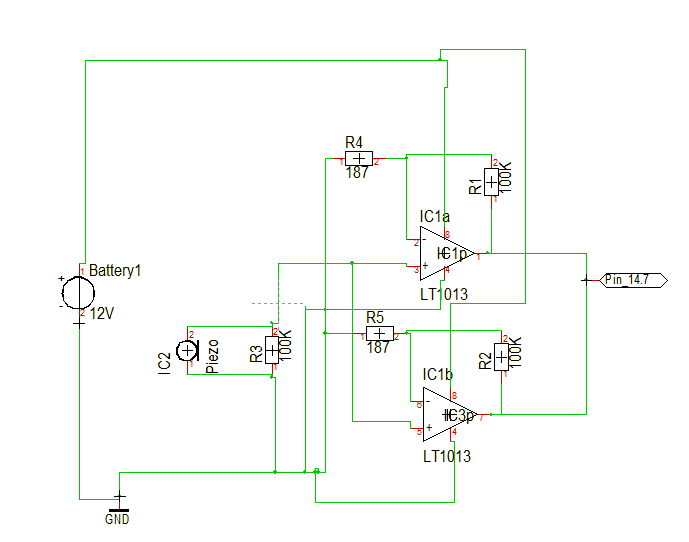 R4
1 2
187
2
R1
100K
1
IC1a
8
2 -
IC1p
1
3 +
4
LT1013
Pin_14.7
1
Battery1
+
-
2
12V
2
IC2
1
Piezo
2
R3
100K
1
R5
1 2
187
2
R2
100K
1
IC1b
8
6 -
IC3p
7
5 +
4
LT1013
GND